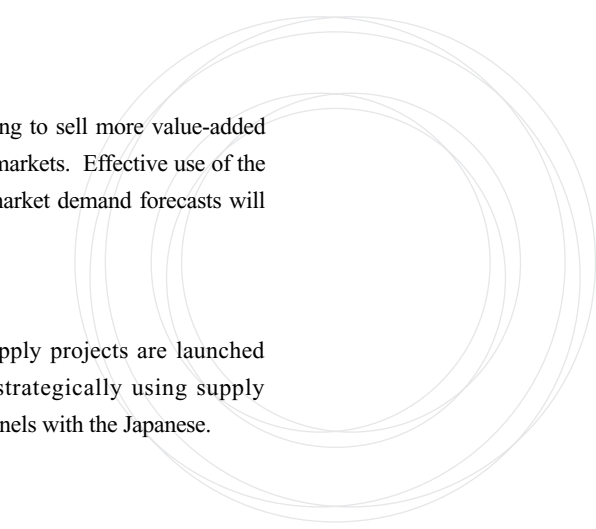 ng to sell more value-added
markets. Effective use of the
market demand forecasts will
pply projects are launched
strategically using supply
nels with the Japanese.